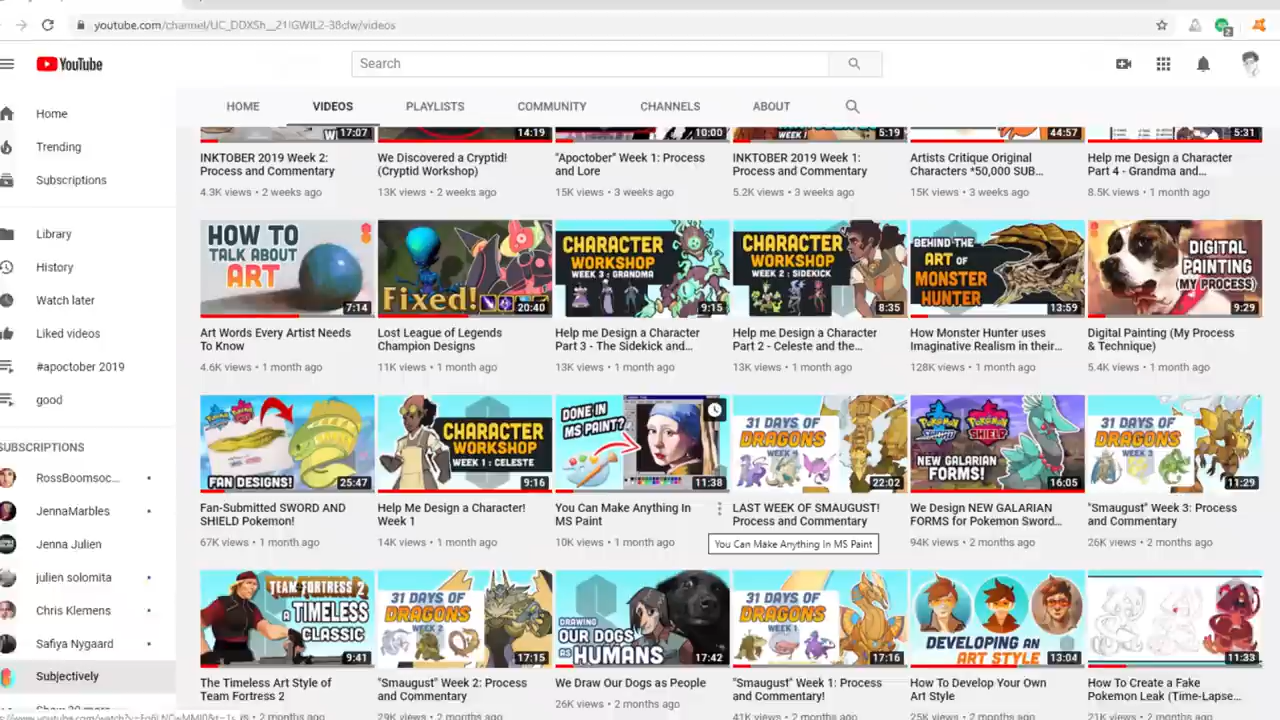 YouTube
Search
HOME
VIDEOS
PLAYLISTS
COMMUNITY
CHANNELS
ABOUT
Home
Trending
Subscriptions
Library
History
Watch later
Liked videos
#apoctober 2019
good
SUBSCRIPTIONS
RossBoomsoc...
JennaMarbles
Jenna Julien
julien solomita
Chris Klemens
Safiya Nygaard
Subjectively
17:07
14:19
10:00
5:19
44:57
5:31
INKTOBER 2019 Week 2:
Process and Commentary
4.3K views • 2 weeks ago
We Discovered a Cryptid!
(Cryptid Workshop)
13K views • 2 weeks ago
"Apoctober" Week 1: Process
and Lore
15K views • 3 weeks ago
INKTOBER 2019 Week 1:
Process and Commentary
5.2K views • 3 weeks ago
Artists Critique Original
Characters *50,000 SUB...
15K views • 3 weeks ago
Help me Design a Character
Part 4 - Grandma and...
8.5K views • 1 month ago
HOW TO
TALK ABOUT
ART
7:14
Art Words Every Artist Needs
To Know
4.6K views • 1 month ago
Fixed!
20:40
Lost League of Legends
Champion Designs
11K views • 1 month ago
CHARACTER
WORKSHOP
WEEK 3 : GRANDMA
9:15
Help me Design a Character
Part 3 - The Sidekick and...
13K views • 1 month ago
CHARACTER
WORKSHOP
WEEK 2 : SIDEKICK
8:35
Help me Design a Character
Part 2 - Celeste and the...
13K views • 1 month ago
BEHIND THE
ART OF
MONSTER
HUNTER
13:59
How Monster Hunter uses
Imaginative Realism in their...
128K views • 1 month ago
DIGITAL
PAINTING
(MY PROCESS)
9:29
Digital Painting (My Process
& Technique)
5.4K views • 1 month ago
FAN DESIGNS!
25:47
Fan-Submitted SWORD AND
SHIELD Pokemon!
67K views • 1 month ago
CHARACTER
WORKSHOP
WEEK 1 : CELESTE
9:16
Help Me Design a Character!
Week 1
14K views • 1 month ago
DONE IN
MS PAINT?
11:38
You Can Make Anything In
MS Paint
10K views • 1 month ago
You Can Make Anything In MS Paint
31 DAYS OF
DRAGONS
WEEK 4
22:02
LAST WEEK OF SMAUGUST!
Process and Commentary
POKÉMON
SWORD
POKÉMON
SHIELD
NEW GALARIAN
FORMS!
16:05
We Design NEW GALARIAN
FORMS for Pokemon Sword...
94K views • 2 months ago
31 DAYS OF
DRAGONS
WEEK 3
11:29
"Smaugust" Week 3: Process
and Commentary
26K views • 2 months ago
TEAM FORTRESS 2
A TIMELESS
CLASSIC
9:41
The Timeless Art Style of
Team Fortress 2
31 DAYS OF
DRAGONS
WEEK 2
17:15
"Smaugust" Week 2: Process
and Commentary
29K views • 2 months ago
DRAWING
OUR DOGS
AS HUMANS
17:42
We Draw Our Dogs as People
26K views • 2 months ago
31 DAYS OF
DRAGONS
WEEK 1
17:16
"Smaugust" Week 1: Process
and Commentary!
41K views • 2 months ago
DEVELOPING AN
ART STYLE
13:04
How To Develop Your Own
Art Style
25K views • 2 months ago
11:33
How To Create a Fake
Pokemon Leak (Time-Lapse...
21K views • 2 months ago